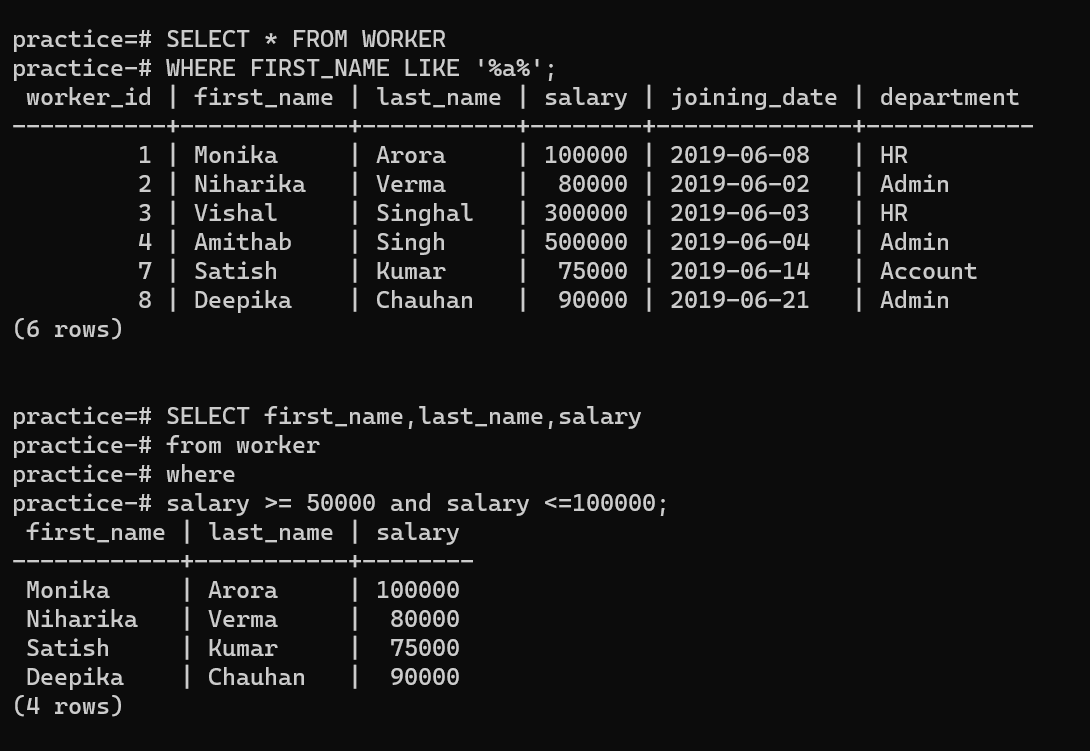 practice=# SELECT * FROM WORKER
practice-# WHERE FIRST_NAME LIKE '%a%';
 worker_id | first_name | last_name | salary | joining_date | department
-----------+------------+-----------+--------+--------------+------------
         1 | Monika     | Arora     | 100000 | 2019-06-08   | HR
         2 | Niharika   | Verma     |  80000 | 2019-06-02   | Admin
         3 | Vishal     | Singhal   | 300000 | 2019-06-03   | HR
         4 | Amithab    | Singh     | 500000 | 2019-06-04   | Admin
         7 | Satish     | Kumar     |  75000 | 2019-06-14   | Account
         8 | Deepika    | Chauhan   |  90000 | 2019-06-21   | Admin
(6 rows)
practice=# SELECT first_name,last_name,salary
practice-# from worker
practice-# where
practice-# salary >= 50000 and salary <=100000;
 first_name | last_name | salary
------------+-----------+--------
 Monika     | Arora     | 100000
 Niharika   | Verma     |  80000
 Satish     | Kumar     |  75000
 Deepika    | Chauhan   |  90000
(4 rows)